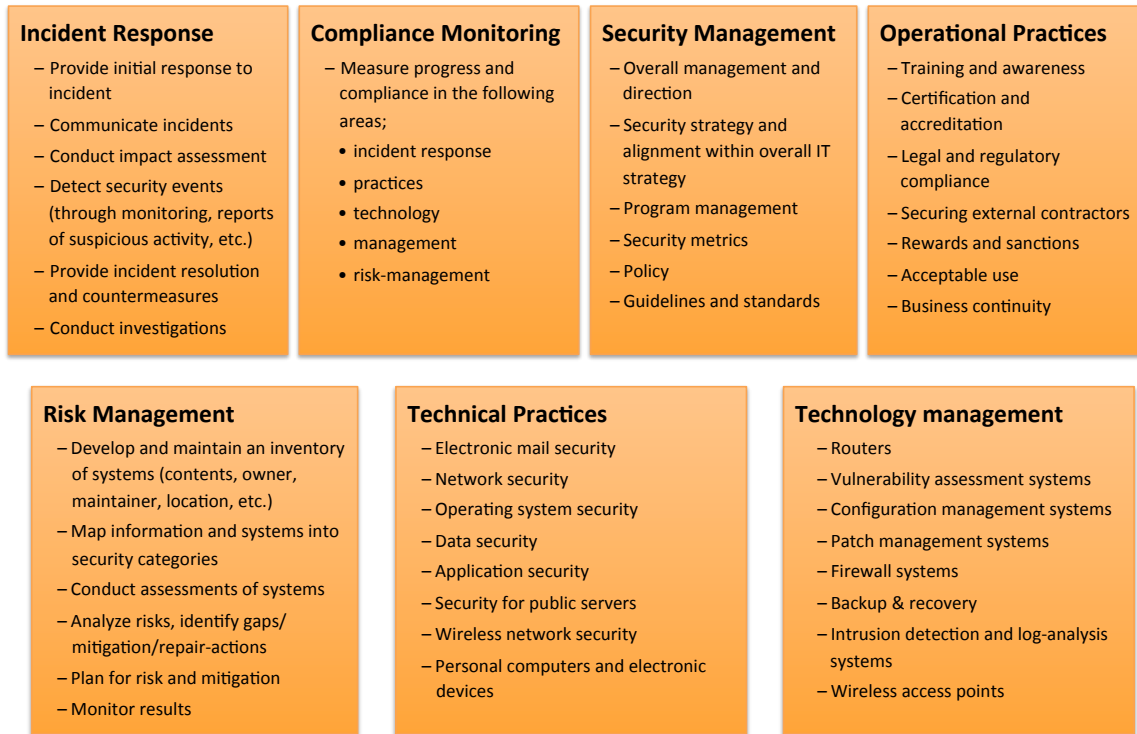 Incident Response
– Provide initial response to
incident
– Communicate incidents
– Conduct impact assessment
– Detect security events
(through monitoring, reports
of suspicious activity, etc.)
– Provide incident resolution
and countermeasures
– Conduct investigations
Compliance Monitoring
– Measure progress and
compliance in the following
areas;
• incident response
• practices
• technology
• management
• risk-management
Security Management
– Overall management and
direction
– Security strategy and
alignment within overall IT
strategy
– Program management
– Security metrics
– Policy
– Guidelines and standards
Operational Practices
– Training and awareness
– Certification and
accreditation
– Legal and regulatory
compliance
– Securing external contractors
– Rewards and sanctions
– Acceptable use
– Business continuity
Risk Management
– Develop and maintain an inventory
of systems (contents, owner,
maintainer, location, etc.)
– Map information and systems into
security categories
– Conduct assessments of systems
– Analyze risks, identify gaps/
mitigation/repair-actions
– Plan for risk and mitigation
– Monitor results
Technical Practices
– Electronic mail security
– Network security
– Operating system security
– Data security
– Application security
– Security for public servers
– Wireless network security
– Personal computers and electronic
devices
Technology management
– Routers
– Vulnerability assessment systems
– Configuration management systems
– Patch management systems
– Firewall systems
– Backup & recovery
– Intrusion detection and log-analysis
systems
– Wireless access points